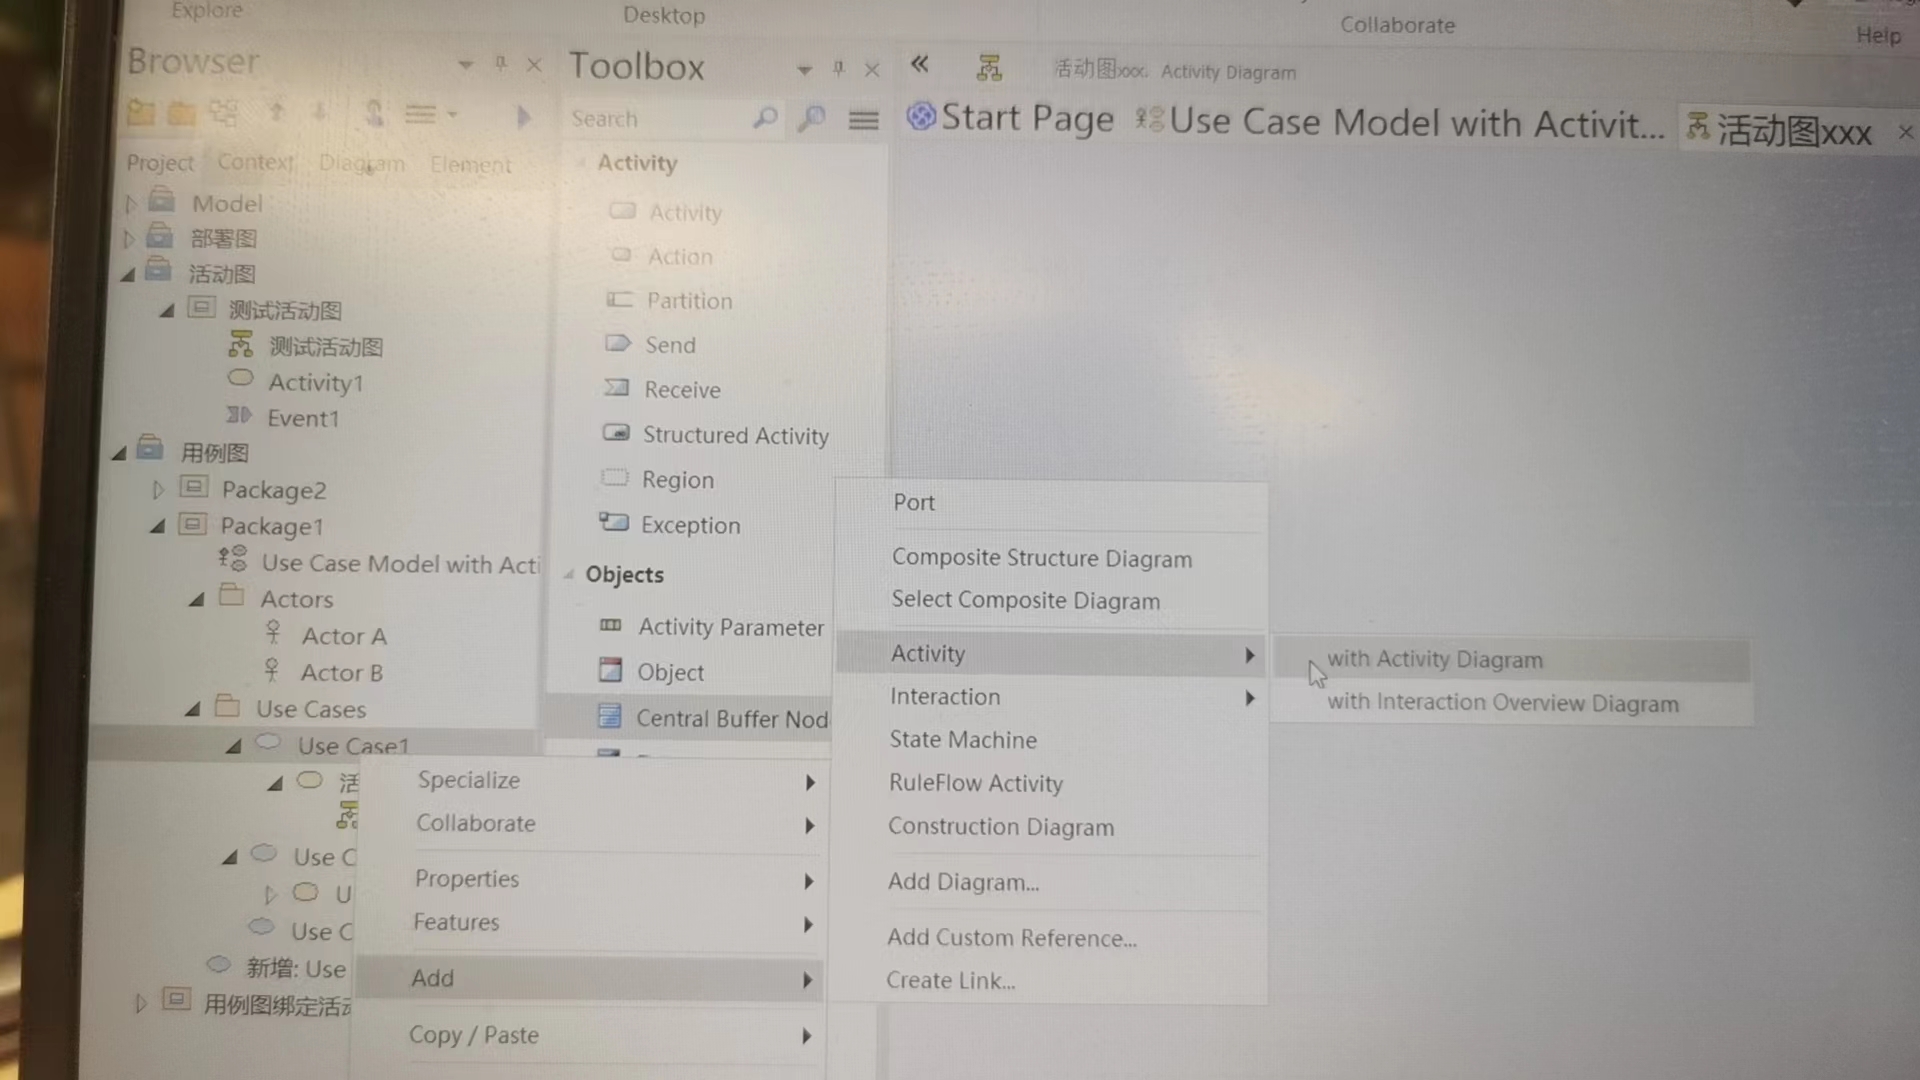 Explore
Desktop
Collaborate
Help
Browser
Toolbox
活动图xxx. Activity Diagram
Search
Start Page
Use Case Model with Activit...
活动图xxx
Project
Context
Diagram
Element
Model
部署图
活动图
测试活动图
测试活动图
Activity1
Event1
用例图
Package2
Package1
Use Case Model with Acti
Actors
Actor A
Actor B
Use Cases
Use Case1
活
Use C
U
Use C
新增: Use
用例图绑定活动
Activity
Activity
Action
Partition
Send
Receive
Structured Activity
Region
Exception
Objects
Activity Parameter
Object
Central Buffer Nod
Specialize
Collaborate
Properties
Features
Add
Copy / Paste
Port
Composite Structure Diagram
Select Composite Diagram
Activity
Interaction
State Machine
RuleFlow Activity
Construction Diagram
Add Diagram...
Add Custom Reference...
Create Link...
with Activity Diagram
with Interaction Overview Diagram